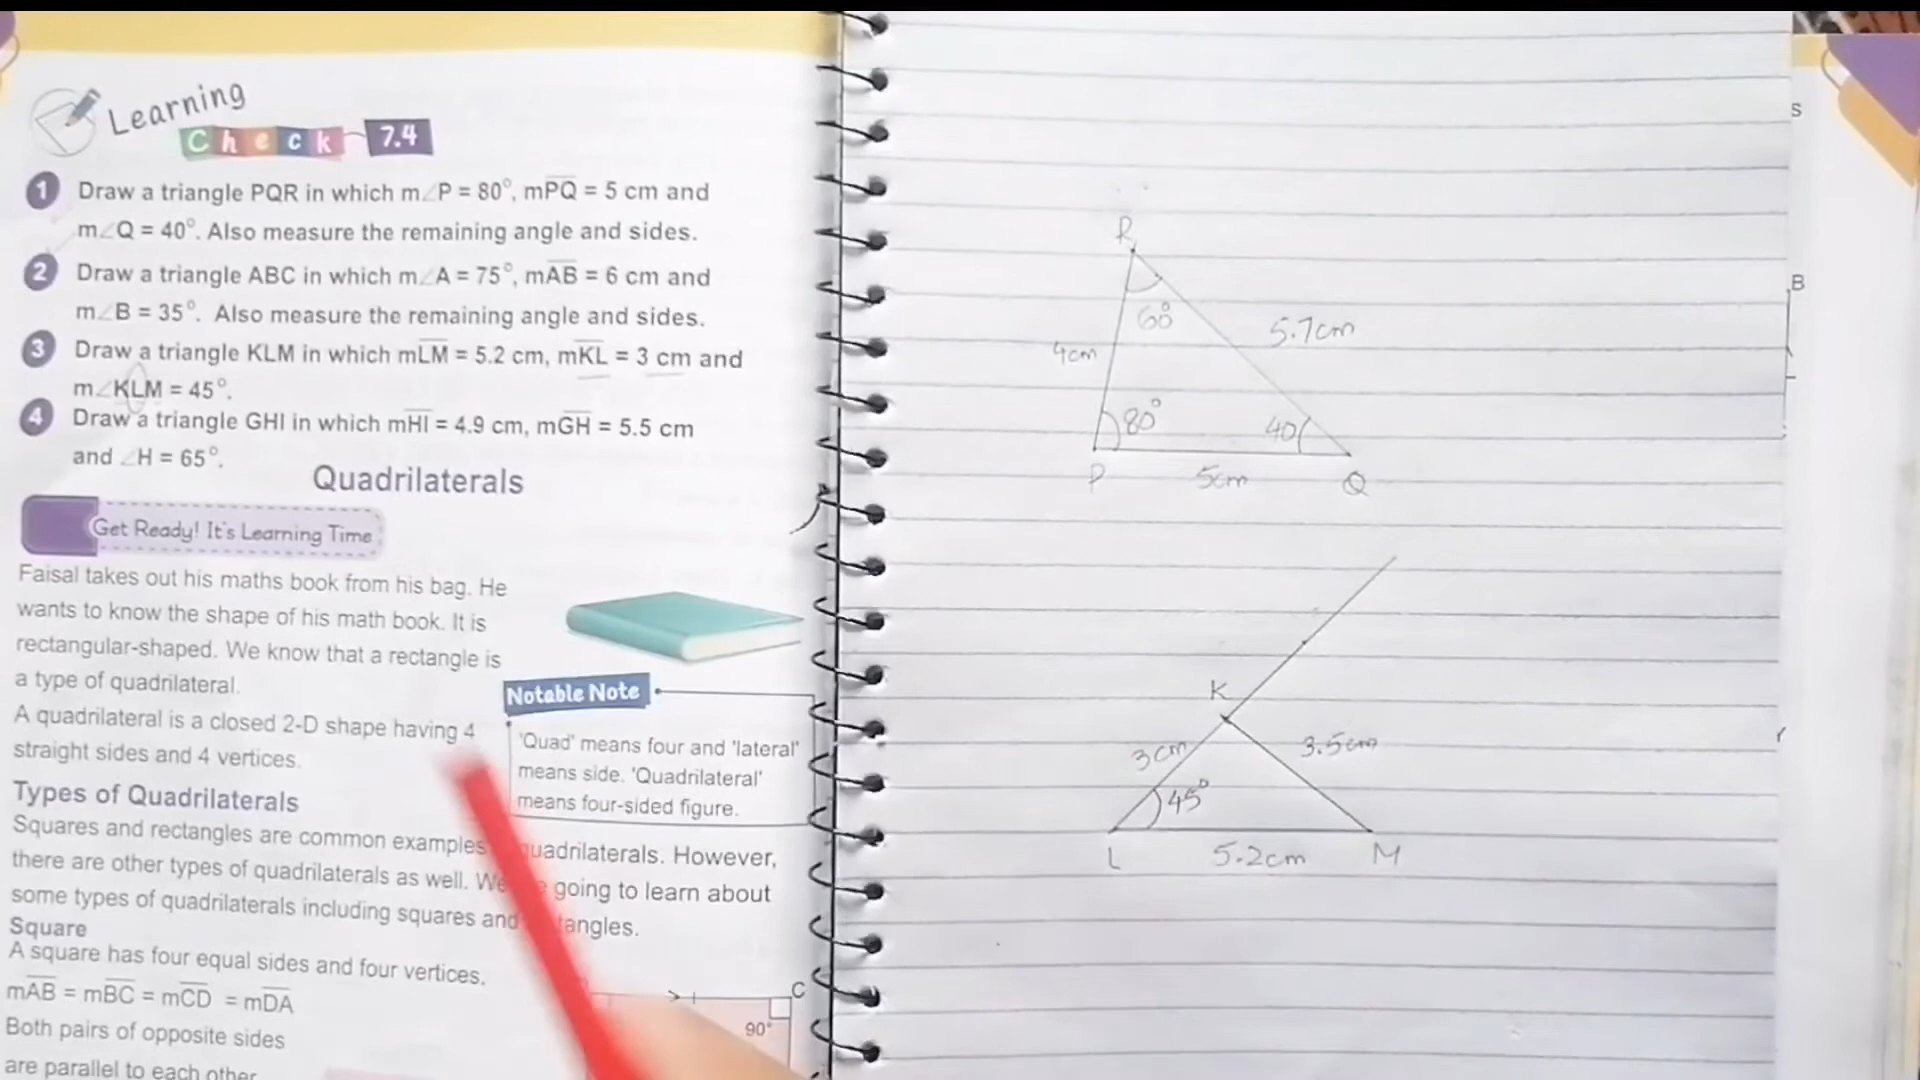 Learning
Check 7.4
1 Draw a triangle PQR in which m∠P = 80°, mPQ = 5 cm and
m∠Q = 40°. Also measure the remaining angle and sides.
2 Draw a triangle ABC in which m∠A = 75°, mAB = 6 cm and
m∠B = 35°. Also measure the remaining angle and sides.
3 Draw a triangle KLM in which mLM = 5.2 cm, mKL = 3 cm and
m∠KLM = 45°.
4 Draw a triangle GHI in which mHI = 4.9 cm, mGH = 5.5 cm
and ∠H = 65°.
Quadrilaterals
Get Ready! It's Learning Time
Faisal takes out his maths book from his bag. He
wants to know the shape of his math book. It is
rectangular-shaped. We know that a rectangle is
a type of quadrilateral.
A quadrilateral is a closed 2-D shape having 4
straight sides and 4 vertices.
Notable Note
'Quad' means four and 'lateral'
means side. 'Quadrilateral'
means four-sided figure.
Types of Quadrilaterals
Squares and rectangles are common examples uadrilaterals. However,
there are other types of quadrilaterals as well. We going to learn about
some types of quadrilaterals including squares and tangles.
Square
A square has four equal sides and four vertices.
mAB = mBC = mCD = mDA
Both pairs of opposite sides
are parallel to each other
C
90°
R
60°
5.7cm
4cm
80°
40
P
5cm
Q
K
3cm
3.5cm
45°
L
5.2cm
M
S
B